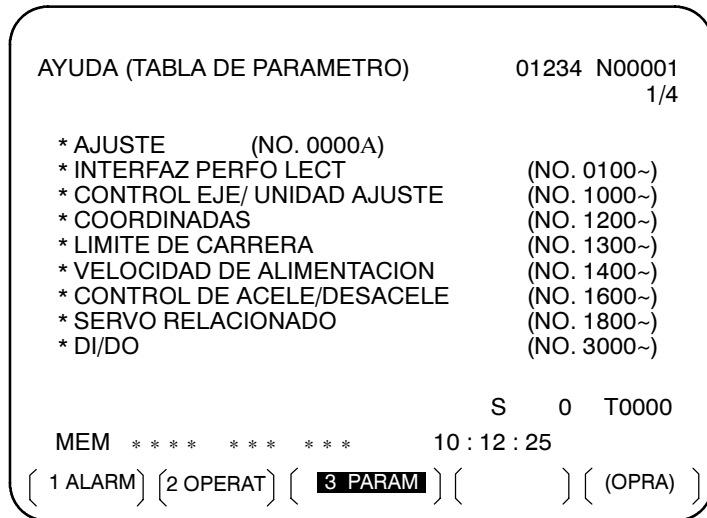 AYUDA (TABLA DE PARAMETRO) 01234 N00001
1/4
* AJUSTE (NO. 0000A)
* INTERFAZ PERFO LECT (NO. 0100~)
* CONTROL EJE/ UNIDAD AJUSTE (NO. 1000~)
* COORDINADAS (NO. 1200~)
* LIMITE DE CARRERA (NO. 1300~)
* VELOCIDAD DE ALIMENTACION (NO. 1400~)
* CONTROL DE ACELE/DESACELE (NO. 1600~)
* SERVO RELACIONADO (NO. 1800~)
* DI/DO (NO. 3000~)
S 0 T0000
MEM * * * * * * * * * * 10 : 12 : 25
[ 1 ALARM ] [ 2 OPERAT ] [ 3 PARAM ] [ ] [ (OPRA) ]